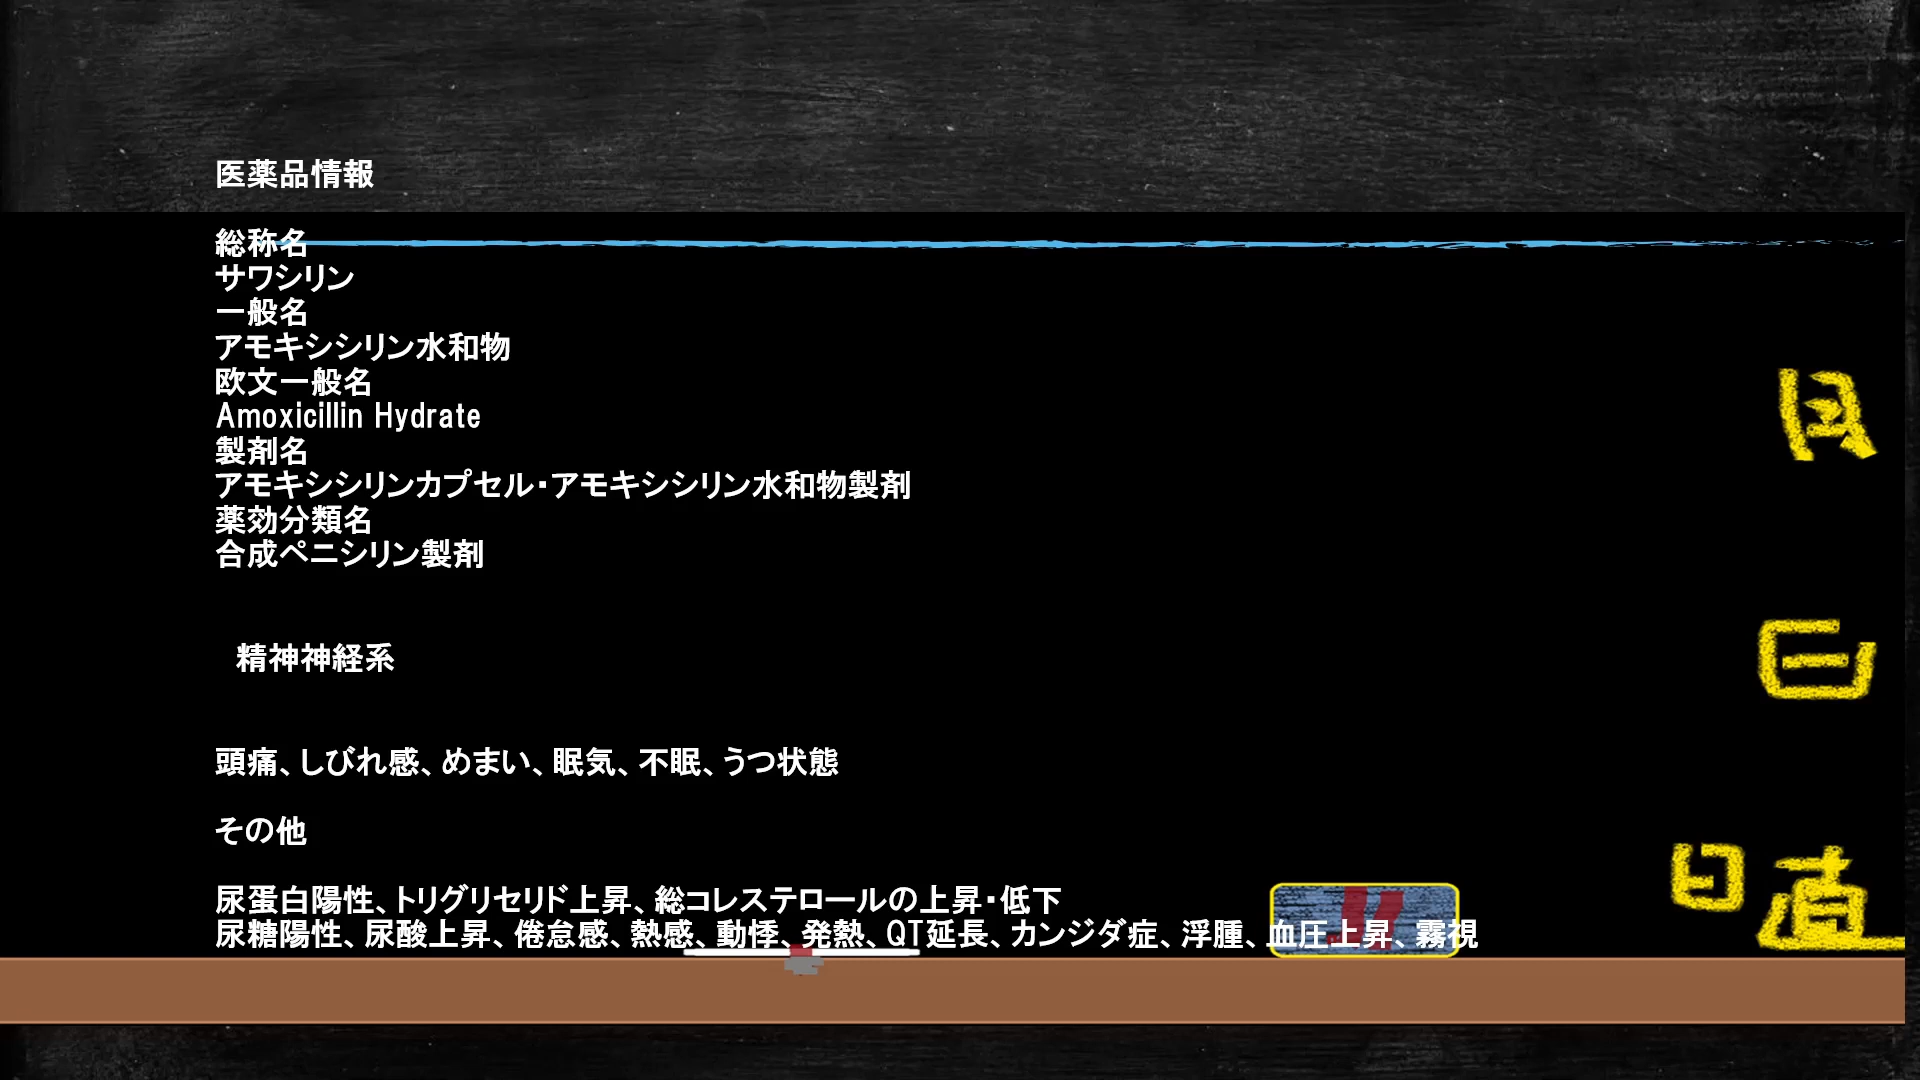 医薬品情報
総称名
サワシリン
一般名
アモキシシリン水和物
欧文一般名
Amoxicillin Hydrate
製剤名
アモキシシリンカプセル・アモキシシリン水和物製剤
薬効分類名
合成ペニシリン製剤
精神神経系
頭痛、しびれ感、めまい、眠気、不眠、うつ状態
その他
尿蛋白陽性、トリグリセリド上昇、総コレステロールの上昇・低下
尿糖陽性、尿酸上昇、倦怠感、熱感、動悸、発熱、QT延長、カンジダ症、浮腫、血圧上昇、霧視
月
日
日直